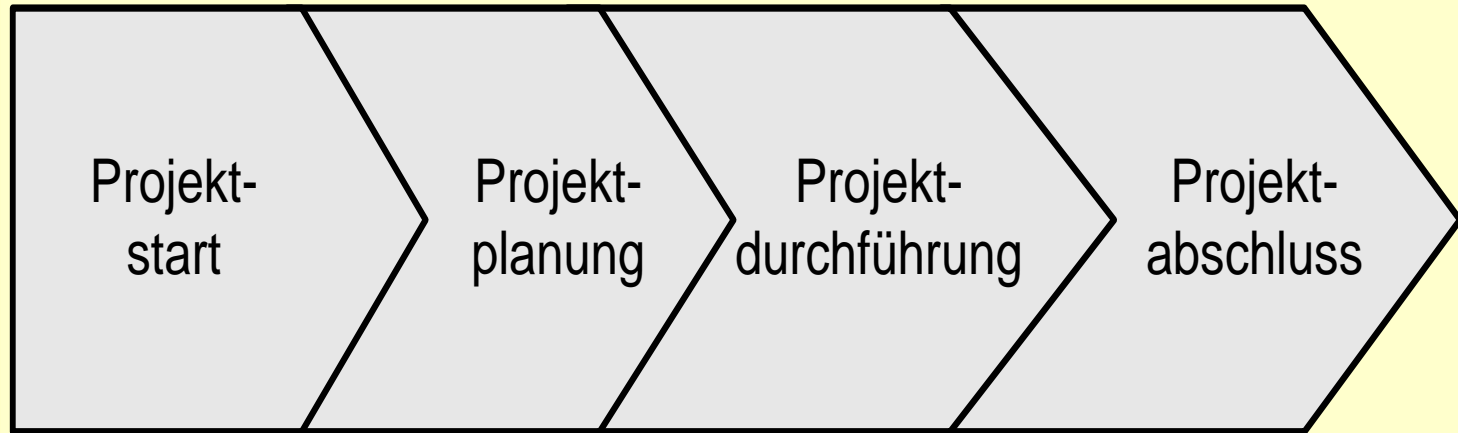 Projekt-
start
Projekt-
planung
Projekt-
durchführung
Projekt-
abschluss